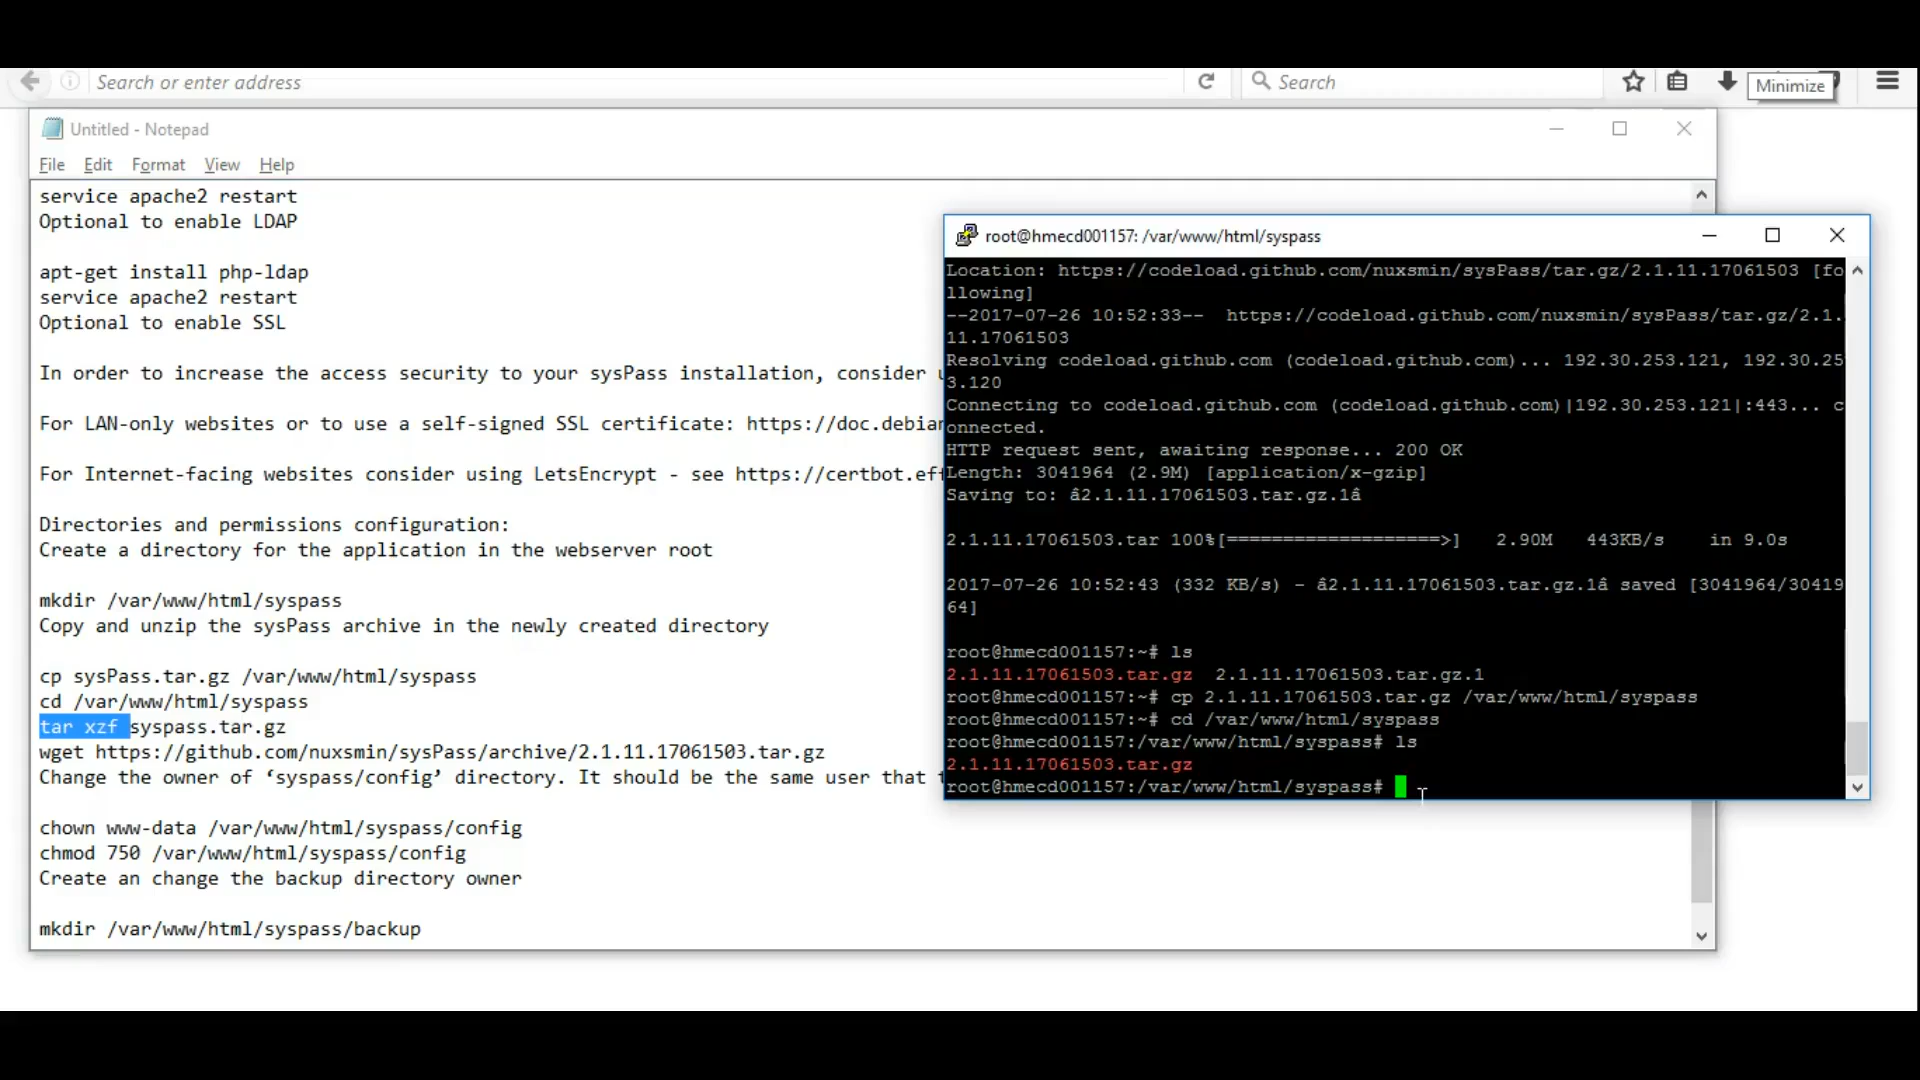 Search or enter address
Search
Minimize
Untitled - Notepad
File Edit Format View Help
service apache2 restart
Optional to enable LDAP
apt-get install php-ldap
service apache2 restart
Optional to enable SSL
In order to increase the access security to your sysPass installation, consider
For LAN-only websites or to use a self-signed SSL certificate: https://doc.debian
For Internet-facing websites consider using LetsEncrypt - see https://certbot.eff
Directories and permissions configuration:
Create a directory for the application in the webserver root
mkdir /var/www/html/syspass
Copy and unzip the sysPass archive in the newly created directory
cp sysPass.tar.gz /var/www/html/syspass
cd /var/www/html/syspass
tar xzf syspass.tar.gz
wget https://github.com/nuxsmin/sysPass/archive/2.1.11.17061503.tar.gz
Change the owner of ‘syspass/config’ directory. It should be the same user that
chown www-data /var/www/html/syspass/config
chmod 750 /var/www/html/syspass/config
Create an change the backup directory owner
mkdir /var/www/html/syspass/backup
root@hmecd001157: /var/www/html/syspass
Location: https://codeload.github.com/nuxsmin/sysPass/tar.gz/2.1.11.17061503 [fo
llowing]
--2017-07-26 10:52:33-- https://codeload.github.com/nuxsmin/sysPass/tar.gz/2.1.
11.17061503
Resolving codeload.github.com (codeload.github.com)... 192.30.253.121, 192.30.25
3.120
Connecting to codeload.github.com (codeload.github.com)|192.30.253.121|:443... c
onnected.
HTTP request sent, awaiting response... 200 OK
Length: 3041964 (2.9M) [application/x-gzip]
Saving to: â2.1.11.17061503.tar.gz.1â
2.1.11.17061503.tar 100%[===================>] 2.90M 443KB/s in 9.0s
2017-07-26 10:52:43 (332 KB/s) - â2.1.11.17061503.tar.gz.1â saved [3041964/30419
64]
root@hmecd001157:~# ls
2.1.11.17061503.tar.gz 2.1.11.17061503.tar.gz.1
root@hmecd001157:~# cp 2.1.11.17061503.tar.gz /var/www/html/syspass
root@hmecd001157:~# cd /var/www/html/syspass
root@hmecd001157:/var/www/html/syspass# ls
2.1.11.17061503.tar.gz
root@hmecd001157:/var/www/html/syspass#